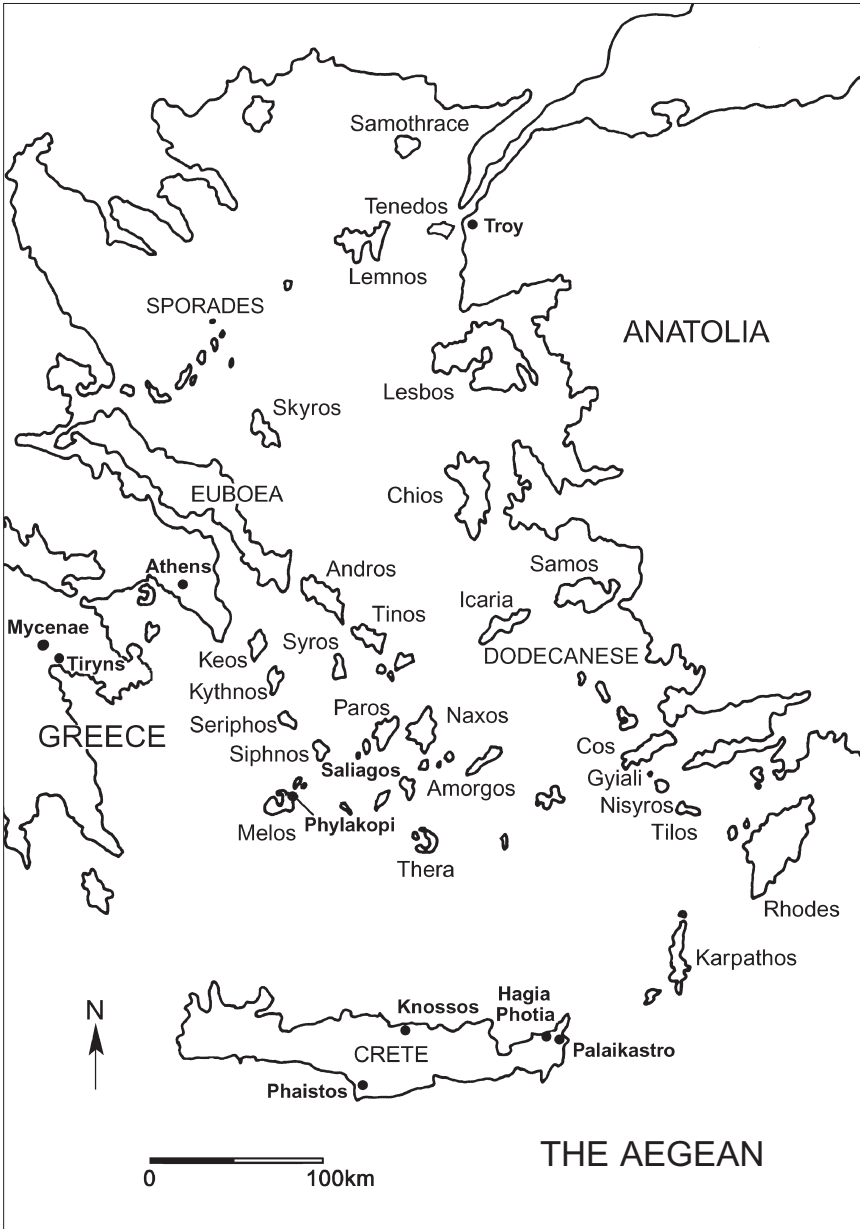 Samothrace
Tenedos
Troy
Lemnos
SPORADES
ANATOLIA
Lesbos
Skyros
EUBOEA
Chios
Athens
Andros
Samos
Icaria
Tinos
Mycenae
Syros
Keos
DODECANESE
Tiryns
Kythnos
Paros
Naxos
Seriphos
GREECE
Siphnos
Cos
Saliagos
Gyiali
Amorgos
Nisyros
Melos
Phylakopi
Tilos
Thera
Rhodes
Karpathos
N
Knossos
Hagia
Photia
CRETE
Palaikastro
Phaistos
THE AEGEAN
0 100km